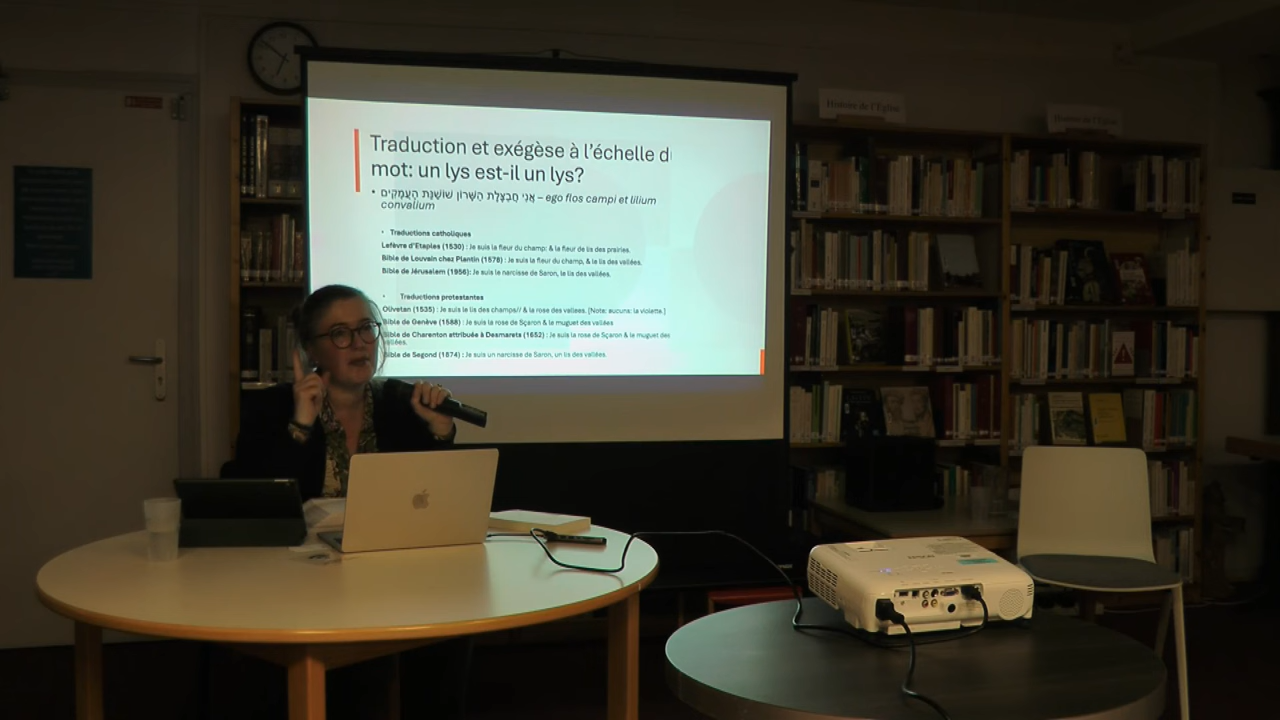 Traduction et exégèse à l'échelle d
mot: un lys est-il un lys?
• אֲנִי חֲבַצֶּלֶת הַשָּׁרוֹן שׁוֹשַׁנַּת הָעֲמָקִים – ego flos campi et lilium
convalium
• Traductions catholiques
Lefèvre d'Etaples (1530) : Je suis la fleur du champ: & la fleur de lis des prairies.
Bible de Louvain chez Plantin (1578) : Je suis la fleur du champ, & le lis des vallées.
Bible de Jérusalem (1956): Je suis le narcisse de Saron, le lis des vallées.
• Traductions protestantes
Olivetan (1535) : Je suis le lis des champs// & la rose des vallees. [Note: aucuns: la violette.]
Bible de Genève (1588) : Je suis la rose de Sçaron & le muguet des vallées
Bible de Charenton attribuée à Desmarets (1652) : Je suis la rose de Sçaron & le muguet des
vallées.
Bible de Segond (1874) : Je suis un narcisse de Saron, un lis des vallées.
Histoire de l'Eglise
Histoire de l'Eglise
EPSON